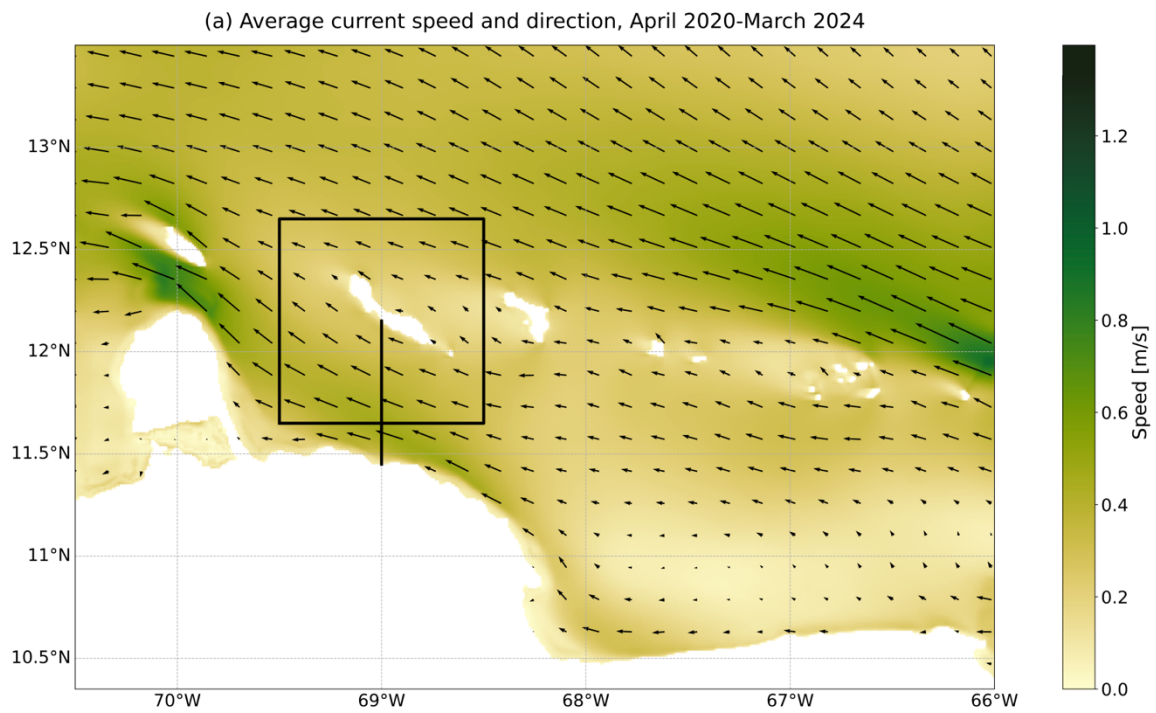 (a) Average current speed and direction, April 2020-March 2024
13°N
12.5°N
12°N
11.5°N
11°N
10.5°N
70°W
69°W
68°W
67°W
66°W
1.2
1.0
0.8
0.6
0.4
0.2
0.0
Speed [m/s]